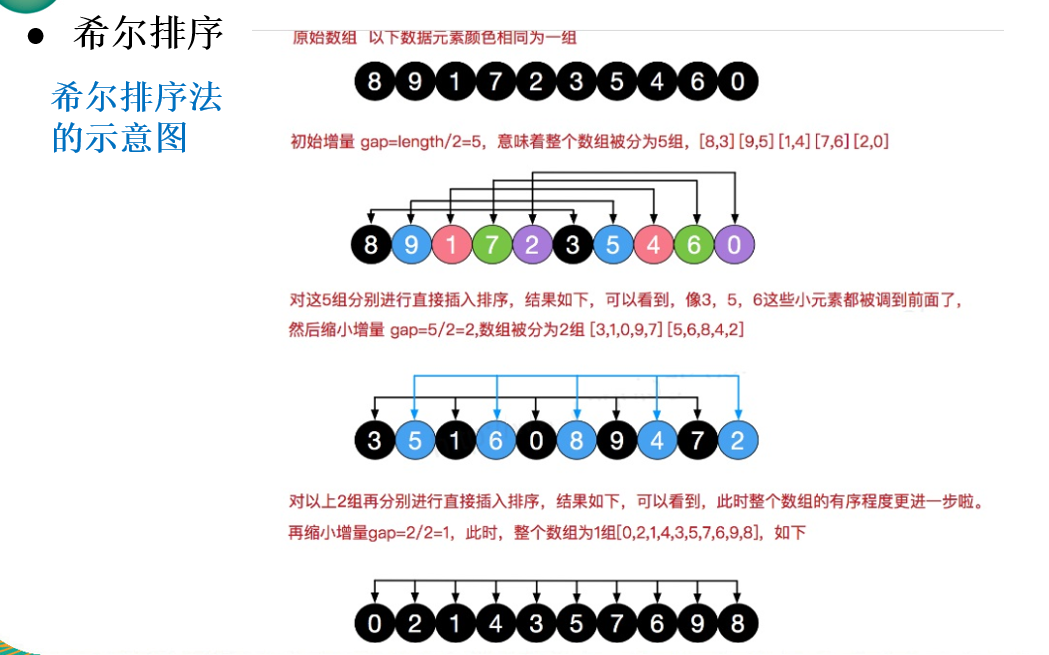 ● 希尔排序
希尔排序法
的示意图
原始数组 以下数据元素颜色相同为一组
8 9 1 7 2 3 5 4 6 0
初始增量 gap=length/2=5，意味着整个数组被分为5组，[8,3][9,5][1,4][7,6][2,0]
8 9 1 7 2 3 5 4 6 0
对这5组分别进行直接插入排序，结果如下，可以看到，像3，5，6这些小元素都被调到前面了，
然后缩小增量 gap=5/2=2,数组被分为2组 [3,1,0,9,7][5,6,8,4,2]
3 5 1 6 0 8 9 4 7 2
对以上2组再分别进行直接插入排序，结果如下，可以看到，此时整个数组的有序程度更进一步啦。
再缩小增量gap=2/2=1，此时，整个数组为1组[0,2,1,4,3,5,7,6,9,8]，如下
0 2 1 4 3 5 7 6 9 8